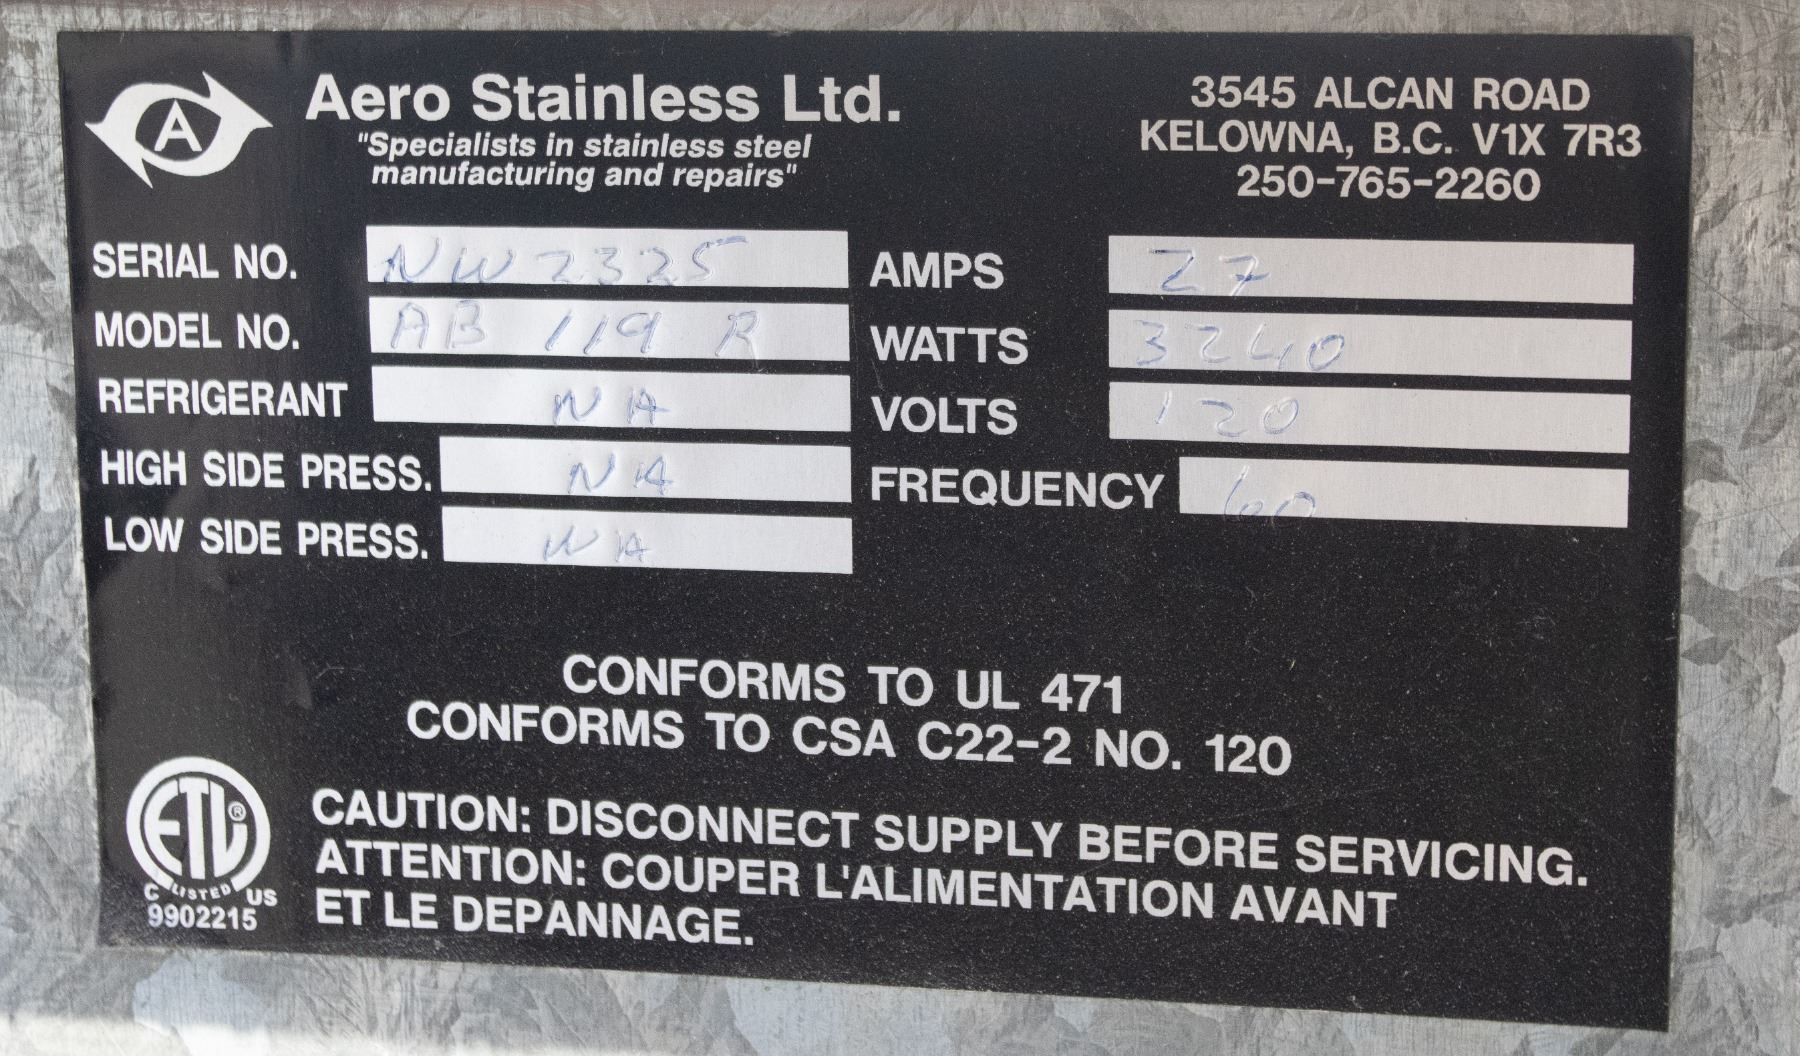 A
Aero Stainless Ltd.
"Specialists in stainless steel
manufacturing and repairs"
3545 ALCAN ROAD
KELOWNA, B.C. V1X 7R3
250-765-2260
SERIAL NO. NW2325
MODEL NO. AB 119 R
REFRIGERANT NA
HIGH SIDE PRESS. NA
LOW SIDE PRESS. NA
AMPS 27
WATTS 3240
VOLTS 120
FREQUENCY 60
CONFORMS TO UL 471
CONFORMS TO CSA C22-2 NO. 120
ETL ®
C LISTED US
9902215
CAUTION: DISCONNECT SUPPLY BEFORE SERVICING.
ATTENTION: COUPER L'ALIMENTATION AVANT
ET LE DEPANNAGE.